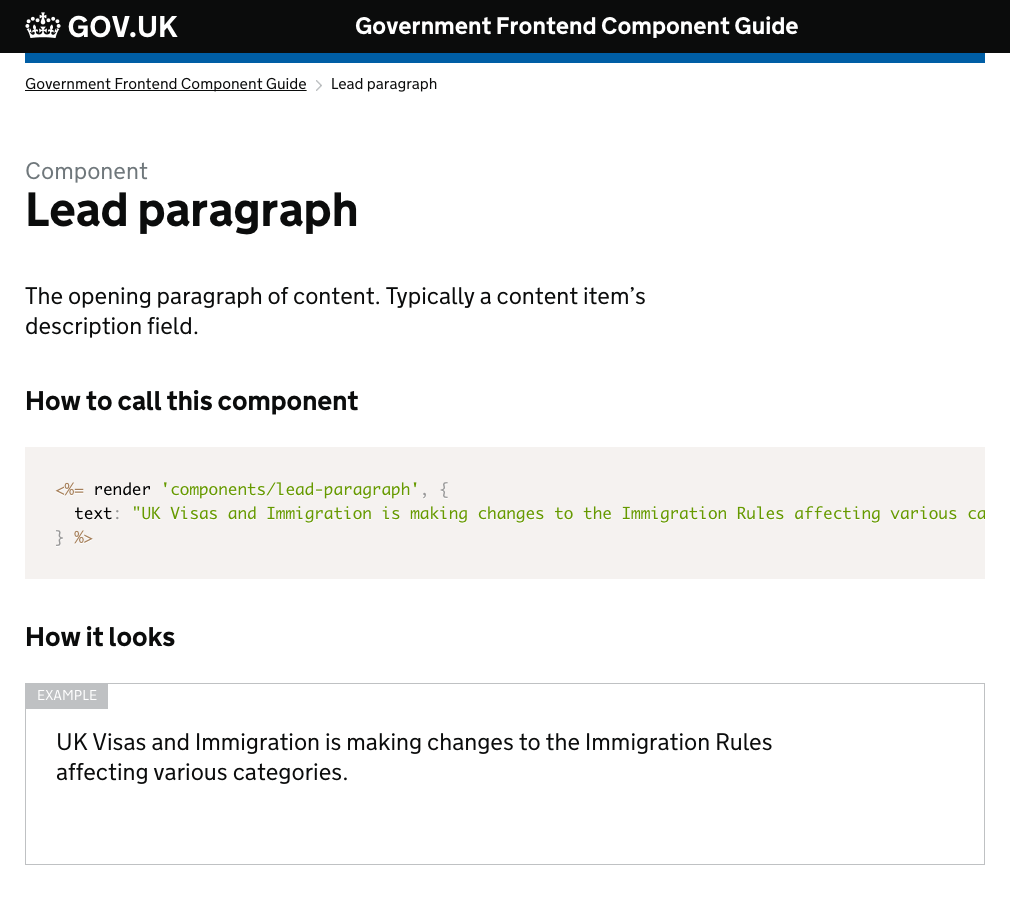 GOV.UK
Government Frontend Component Guide
Government Frontend Component Guide > Lead paragraph
Component
Lead paragraph
The opening paragraph of content. Typically a content item’s
description field.
How to call this component
<%= render 'components/lead-paragraph', {
  text: "UK Visas and Immigration is making changes to the Immigration Rules affecting various ca
} %>
How it looks
EXAMPLE
UK Visas and Immigration is making changes to the Immigration Rules
affecting various categories.